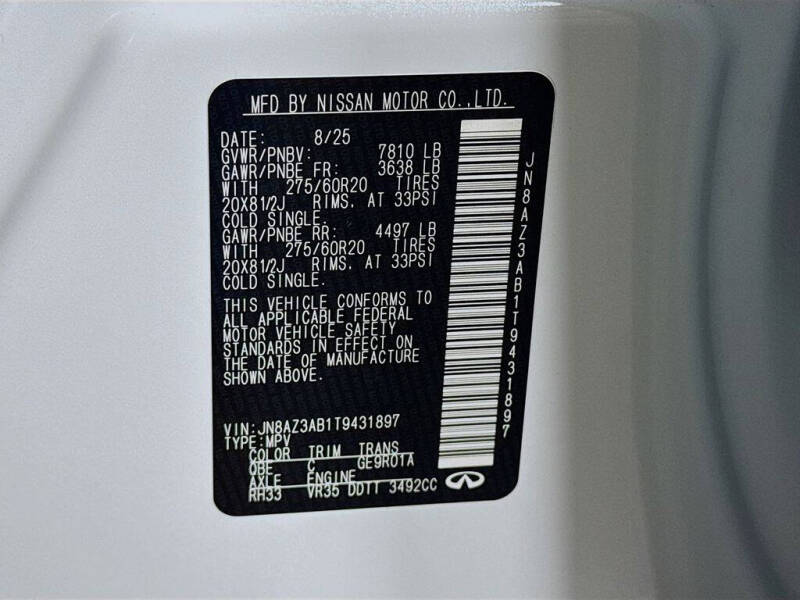 MFD BY NISSAN MOTOR CO.,LTD.
DATE: 8/25
GVWR/PNBV: 7810 LB
GAWR/PNBE FR: 3638 LB
WITH 275/60R20 TIRES
20X81/2J RIMS, AT 33PSI
COLD SINGLE.
GAWR/PNBE RR: 4497 LB
WITH 275/60R20 TIRES
20X81/2J RIMS, AT 33PSI
COLD SINGLE.
THIS VEHICLE CONFORMS TO
ALL APPLICABLE FEDERAL
MOTOR VEHICLE SAFETY
STANDARDS IN EFFECT ON
THE DATE OF MANUFACTURE
SHOWN ABOVE.
VIN:JN8AZ3AB1T9431897
TYPE:MPV
COLOR TRIM TRANS
QBE C GE9R01A
AXLE ENGINE
RH33 VR35 DDTT 3492CC
JN8AZ3AB1T9431897